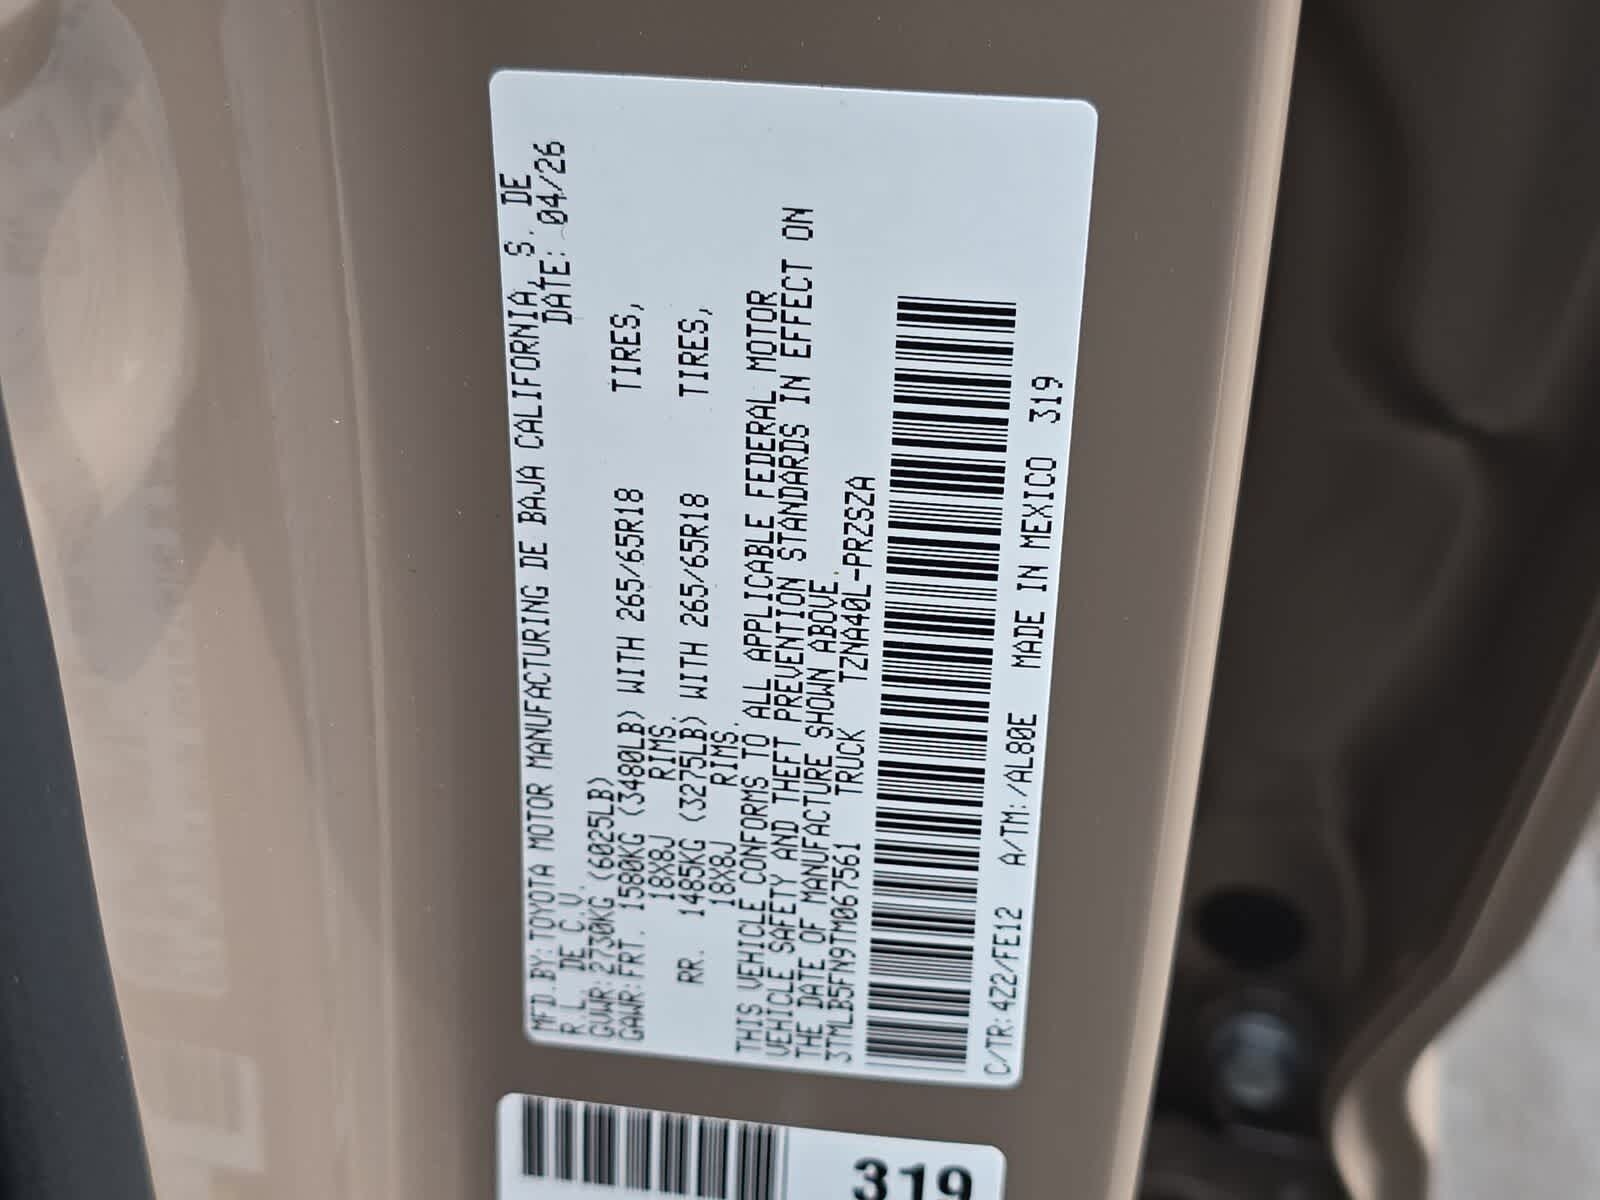 MFD.BY:TOYOTA MOTOR MANUFACTURING DE BAJA CALIFORNIA, S. DE
R.L. DE C.V. DATE: 04/26
GVWR:2730KG (6025LB)
GAWR:FRT. 1580KG (3480LB) WITH 265/65R18 TIRES,
18X8J RIMS.
RR. 1485KG (3275LB) WITH 265/65R18 TIRES,
18X8J RIMS.
THIS VEHICLE CONFORMS TO ALL APPLICABLE FEDERAL MOTOR
VEHICLE SAFETY AND THEFT PREVENTION STANDARDS IN EFFECT ON
THE DATE OF MANUFACTURE SHOWN ABOVE.
3TMLB5FN9TM067561 TRUCK TZNA40L-PRZSZA
C/TR:4Z2/FE12 A/TM:/AL80E MADE IN MEXICO 319
319